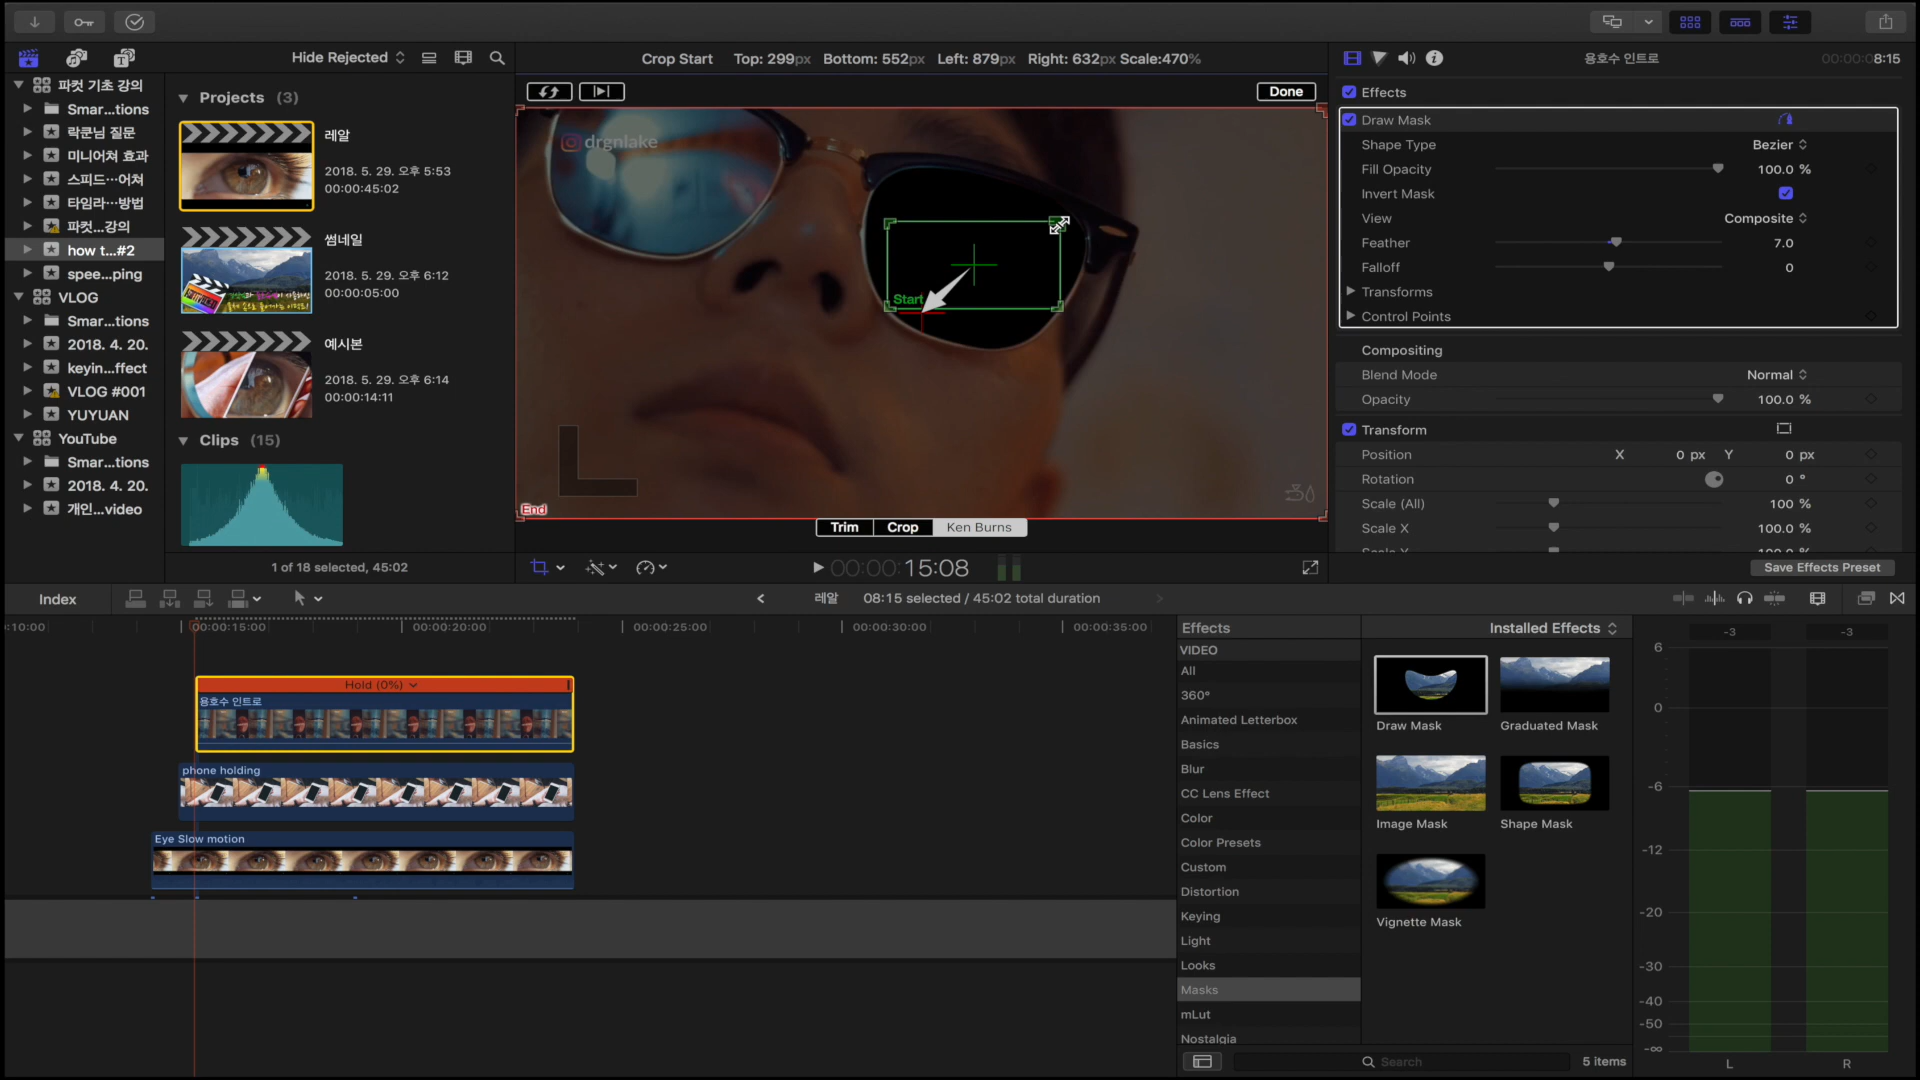 Hide Rejected
Crop Start Top: 299px Bottom: 552px Left: 879px Right: 632px Scale:470%
용호수 인트로
00:00:08:15
파컷 기초 강의
Smar...tions
락쿤님 질문
미니어쳐 효과
스피드…어쳐
타임라…방법
파컷...강의
how t...#2
spee...ping
VLOG
Smar...tions
2018. 4. 20.
keyin...ffect
VLOG #001
YUYUAN
YouTube
Smar...tions
2018. 4. 20.
개인...video
Projects (3)
레알
2018. 5. 29. 오후 5:53
00:00:45:02
썸네일
2018. 5. 29. 오후 6:12
00:00:05:00
예시본
2018. 5. 29. 오후 6:14
00:00:14:11
Clips (15)
1 of 18 selected, 45:02
Done
drgnlake
Start
End
Trim Crop Ken Burns
00:00:15:08
Effects
Draw Mask
Shape Type Bezier
Fill Opacity 100.0 %
Invert Mask
View Composite
Feather 7.0
Falloff 0
Transforms
Control Points
Compositing
Blend Mode Normal
Opacity 100.0 %
Transform
Position X 0 px Y 0 px
Rotation 0 °
Scale (All) 100 %
Scale X 100.0 %
Scale Y 100.0 %
Save Effects Preset
Index
레알 08:15 selected / 45:02 total duration
:10:00 00:00:15:00 00:00:20:00 00:00:25:00 00:00:30:00 00:00:35:00
Hold (0%)
용호수 인트로
phone holding
Eye Slow motion
Effects
Installed Effects
VIDEO
All
360°
Animated Letterbox
Basics
Blur
CC Lens Effect
Color
Color Presets
Custom
Distortion
Keying
Light
Looks
Masks
mLut
Nostalgia
Draw Mask
Graduated Mask
Image Mask
Shape Mask
Vignette Mask
Search
5 items
-3 -3
6
0
-6
-12
-20
-30
-40
-50
-∞
L R